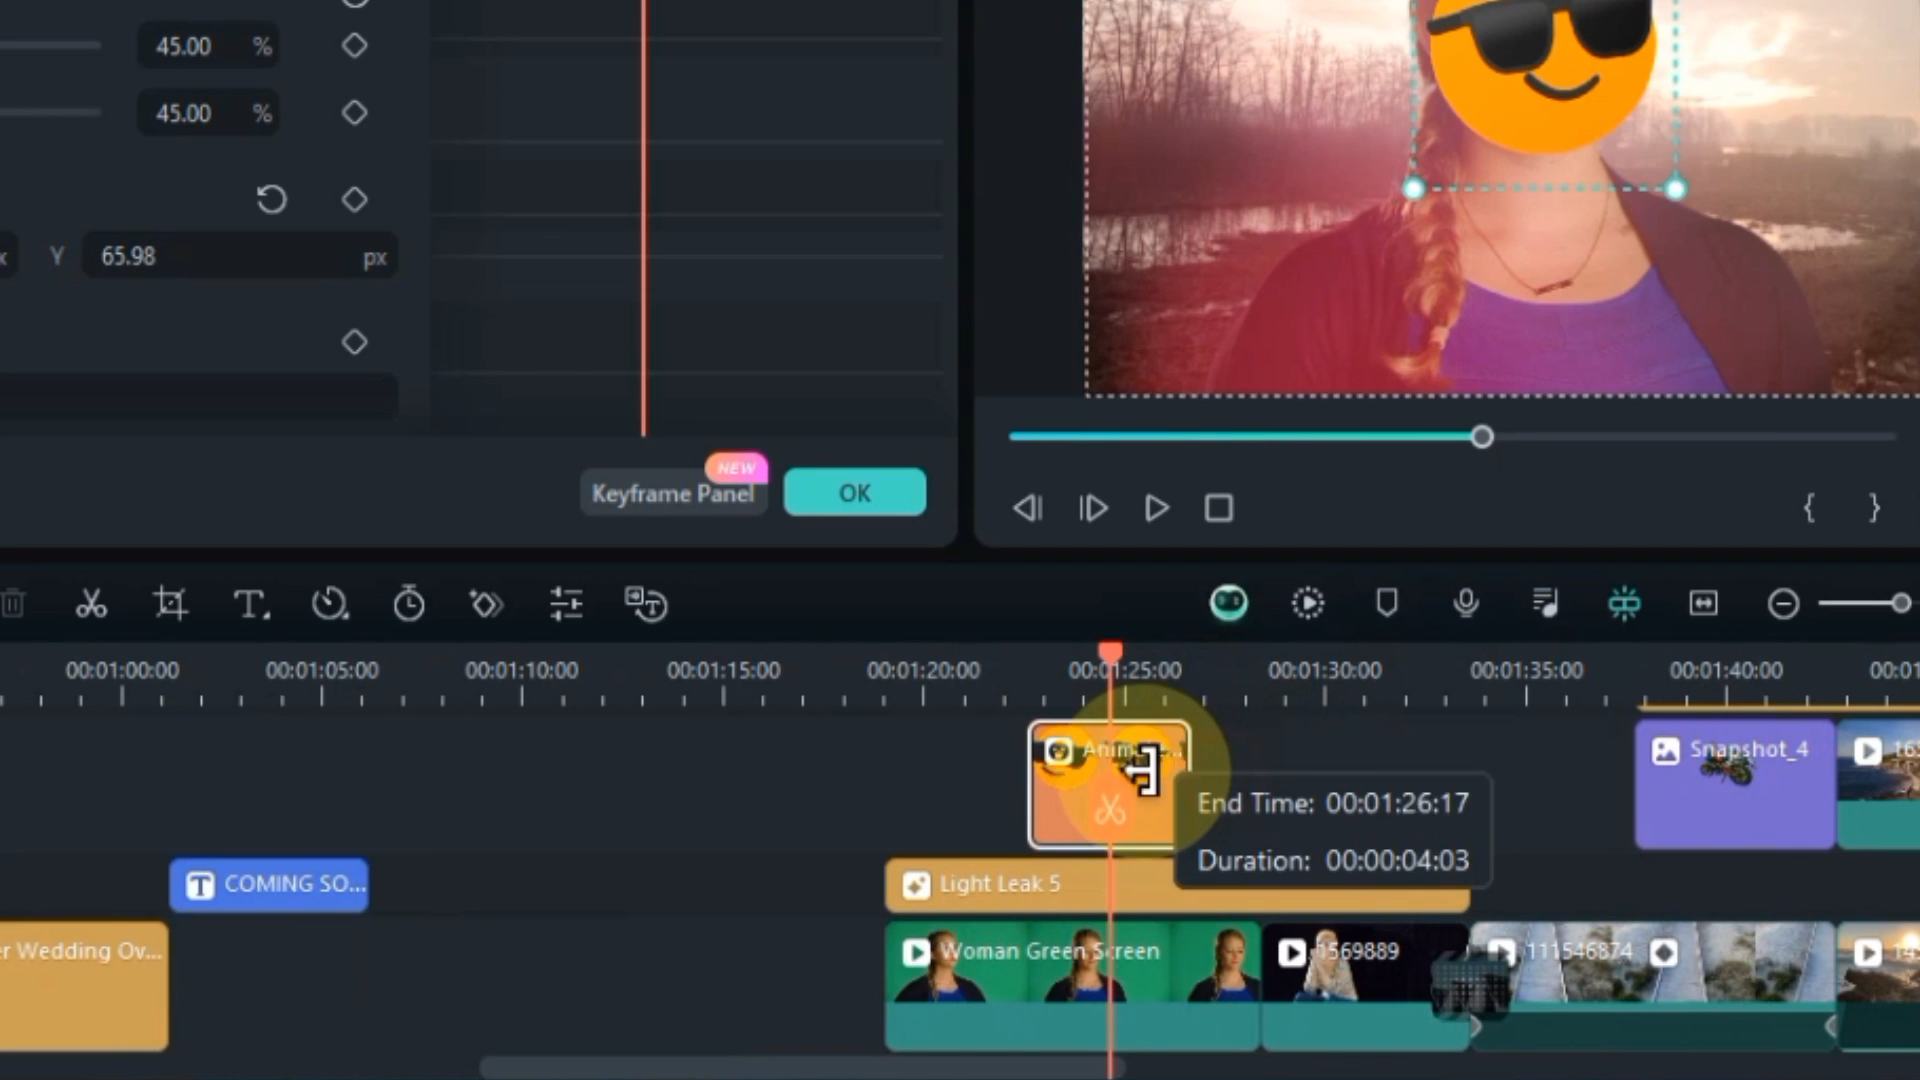 45.00 %
45.00 %
Y 65.98 px
NEW
Keyframe Panel
OK
{ }
00:01:00:00 00:01:05:00 00:01:10:00 00:01:15:00 00:01:20:00 00:01:25:00 00:01:30:00 00:01:35:00 00:01:40:00 00:01
Snapshot_4
End Time: 00:01:26:17
Duration: 00:00:04:03
T COMING SO...
Light Leak 5
r Wedding Ov...
Woman Green Screen
1569889
111546874